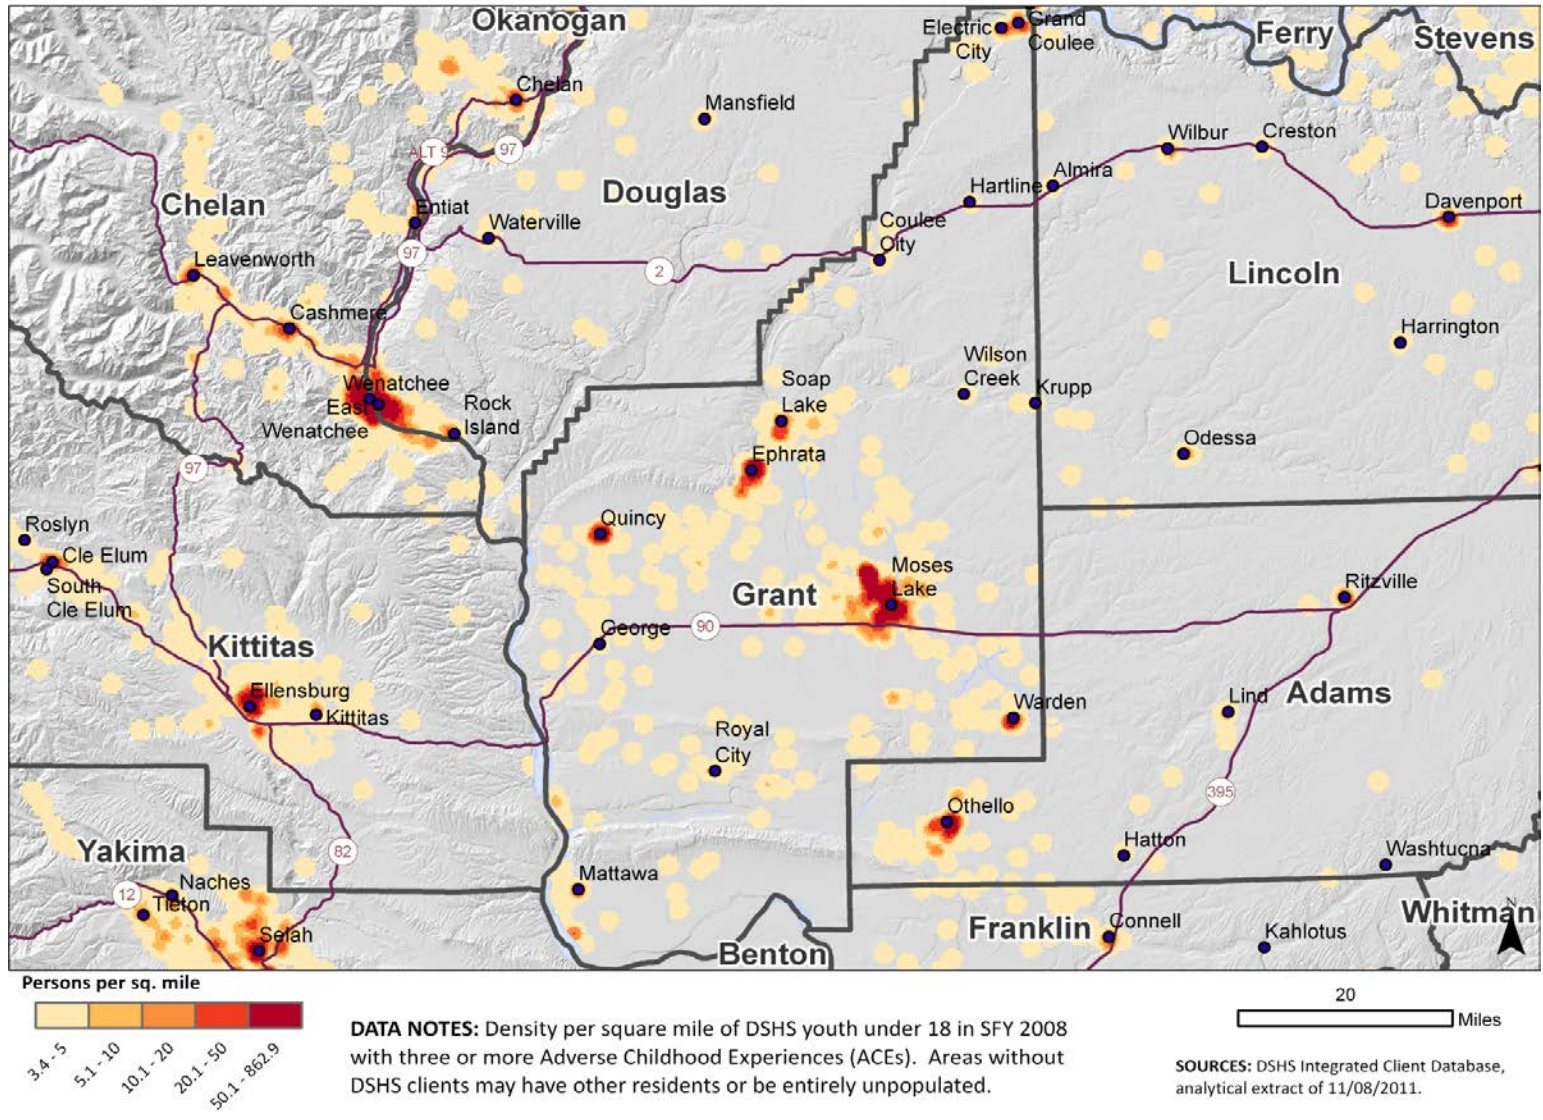 Okanogan
Electric
City
Grand
Coulee
Ferry
Stevens
Chelan
Mansfield
Wilbur
Creston
ALT 9
97
Almira
Chelan
Douglas
Hartline
Davenport
Entiat
Waterville
Coulee
City
97
2
Leavenworth
Lincoln
Cashmere
Harrington
Wilson
Creek
Krupp
Soap
Lake
Wenatchee
East
Wenatchee
Rock
Island
Odessa
Ephrata
97
Roslyn
Quincy
Cle Elum
South
Cle Elum
Moses
Lake
Ritzville
Grant
George
90
Kittitas
Ellensburg
Kittitas
Warden
Lind
Adams
Royal
City
395
Othello
Yakima
82
Hatton
Washtucna
12
Naches
Tieton
Mattawa
Selah
Franklin
Connell
Kahlotus
Whitman
N
Benton
Persons per sq. mile
3.4 - 5
5.1 - 10
10.1 - 20
20.1 - 50
50.1 - 862.9
DATA NOTES: Density per square mile of DSHS youth under 18 in SFY 2008
with three or more Adverse Childhood Experiences (ACEs). Areas without
DSHS clients may have other residents or be entirely unpopulated.
20
Miles
SOURCES: DSHS Integrated Client Database,
analytical extract of 11/08/2011.